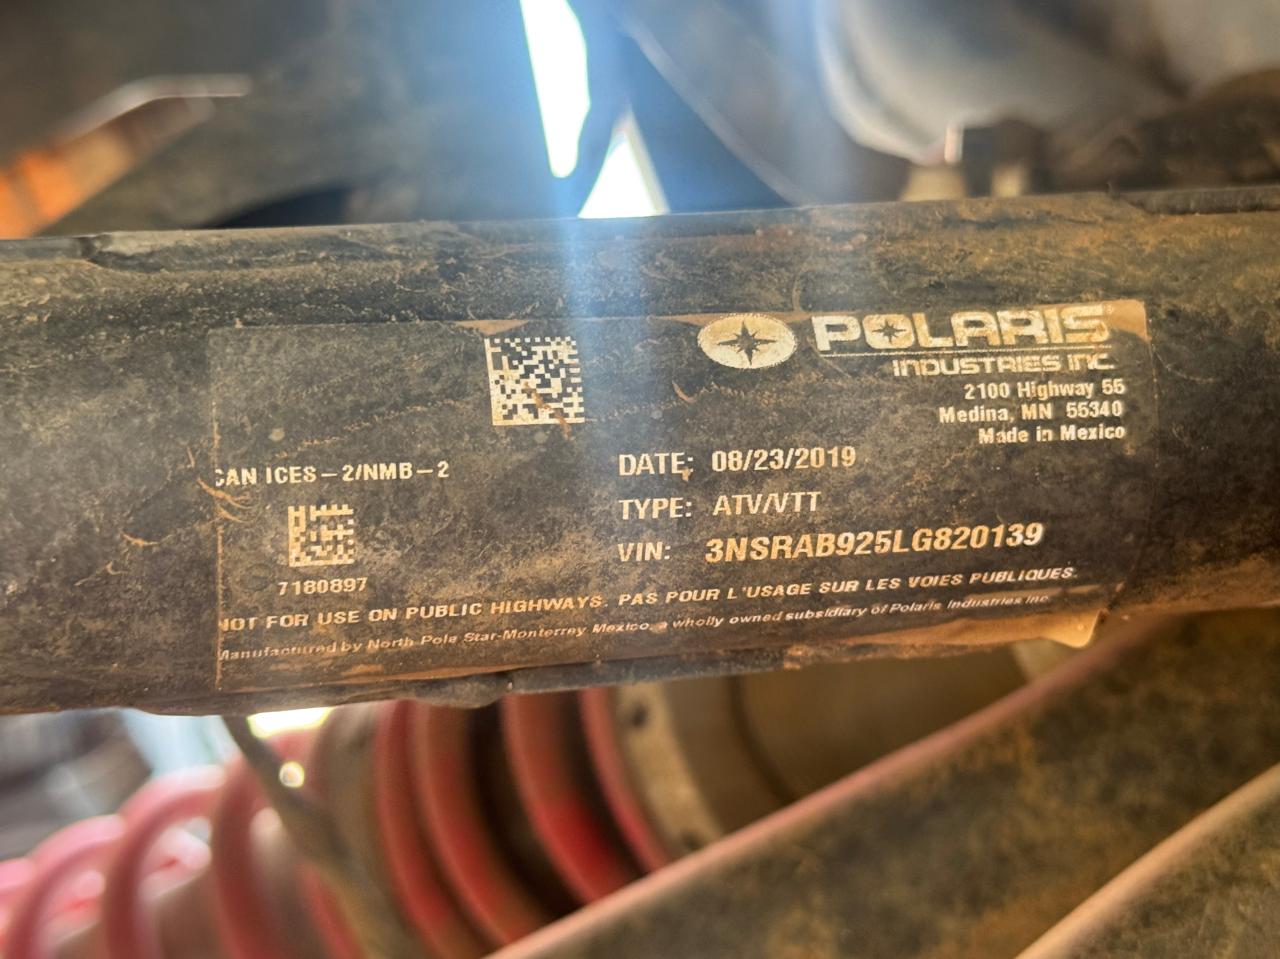 POLARIS
INDUSTRIES INC.
2100 Highway 55
Medina, MN 55340
Made in Mexico
CAN ICES-2/NMB-2
DATE: 08/23/2019
TYPE: ATV/VTT
VIN: 3NSRAB925LG820139
7180897
NOT FOR USE ON PUBLIC HIGHWAYS. PAS POUR L'USAGE SUR LES VOIES PUBLIQUES.
Manufactured by North Pole Star-Monterrey Mexico, a wholly owned subsidiary of Polaris Industries Inc.